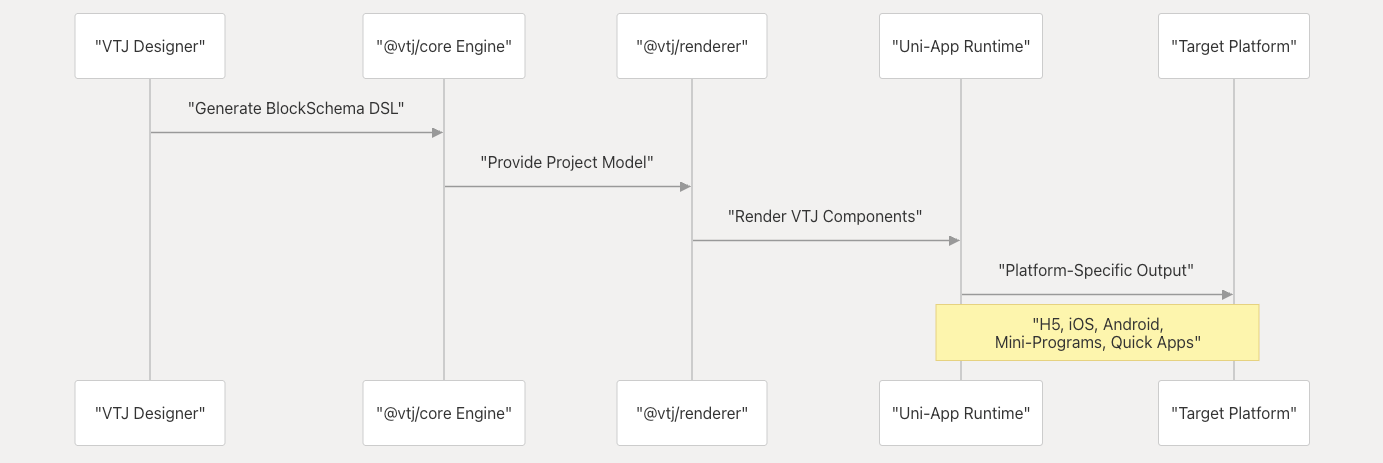 "VTJ Designer"
"@vtj/core Engine"
"@vtj/renderer"
"Uni-App Runtime"
"Target Platform"
"Generate BlockSchema DSL"
"Provide Project Model"
"Render VTJ Components"
"Platform-Specific Output"
"H5, iOS, Android,
Mini-Programs, Quick Apps"
"VTJ Designer"
"@vtj/core Engine"
"@vtj/renderer"
"Uni-App Runtime"
"Target Platform"